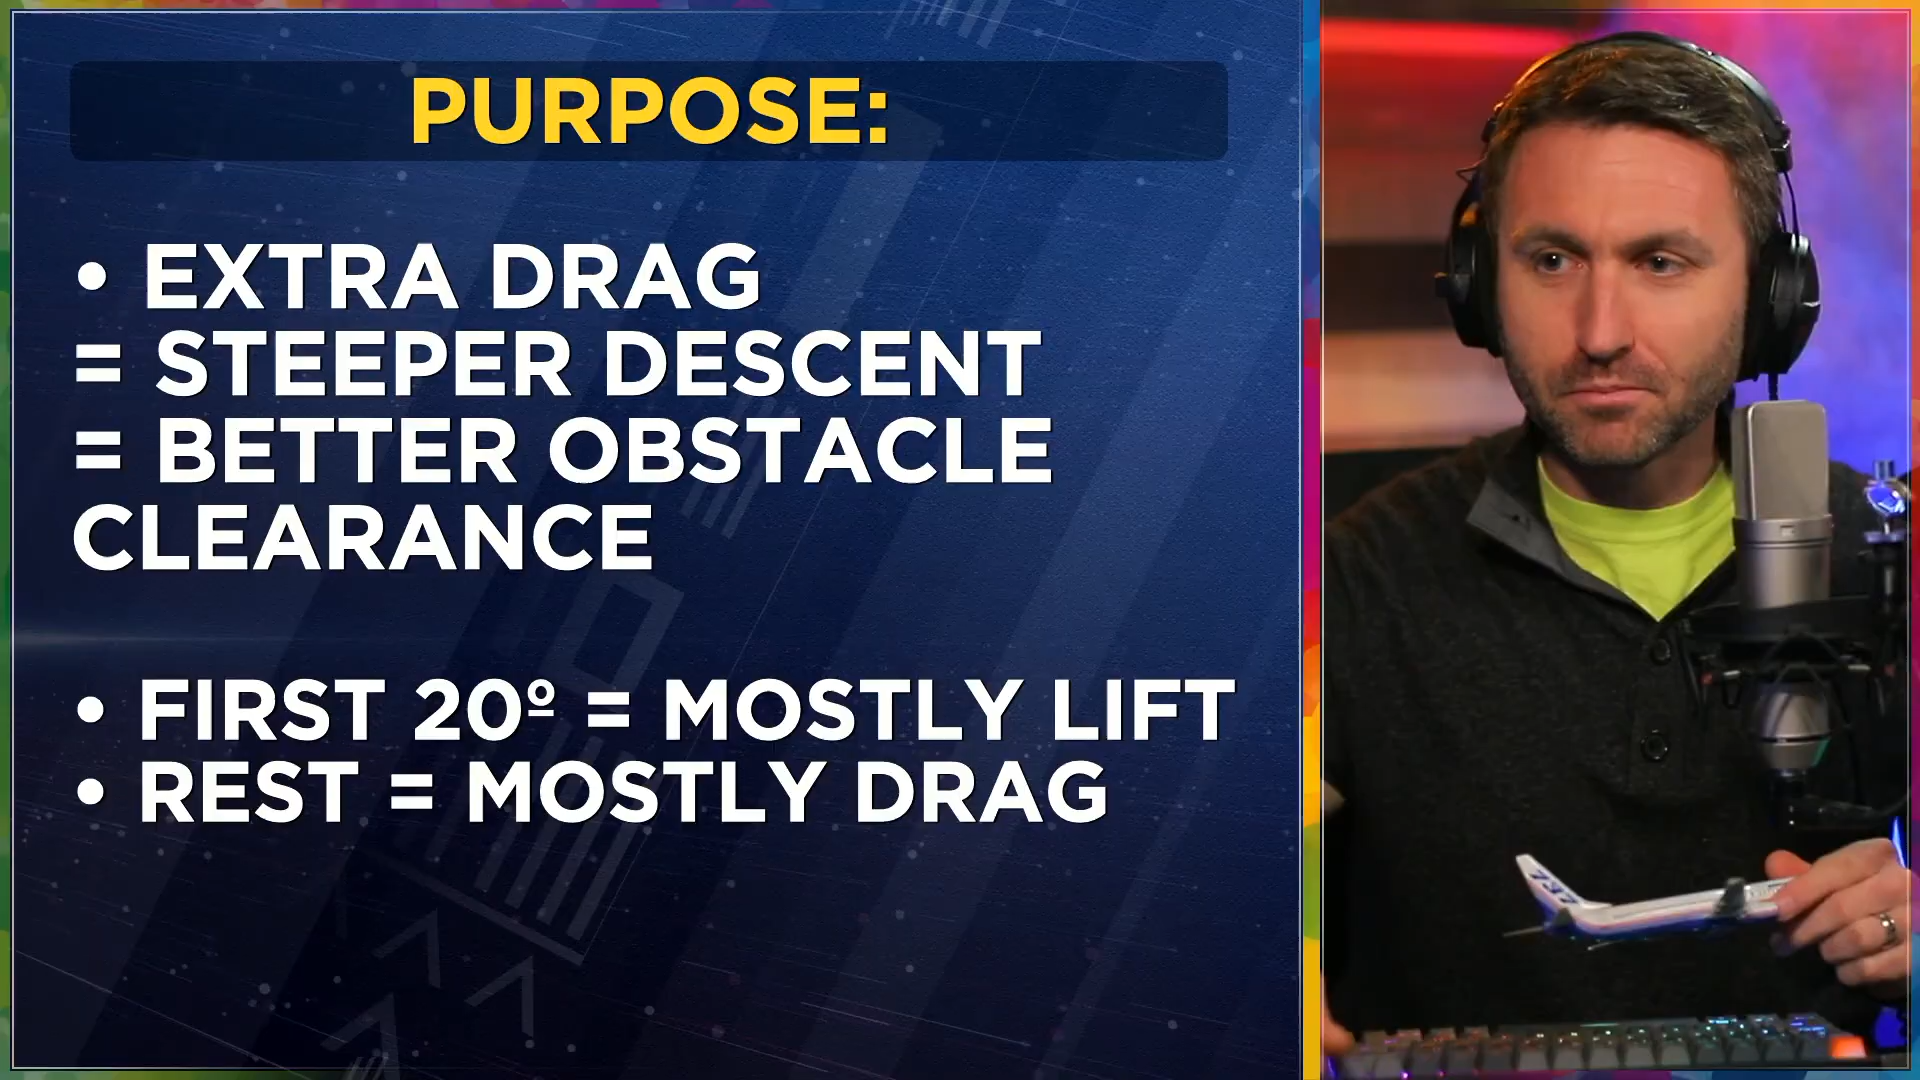 PURPOSE:
• EXTRA DRAG
= STEEPER DESCENT
= BETTER OBSTACLE
CLEARANCE
• FIRST 20º = MOSTLY LIFT
• REST = MOSTLY DRAG